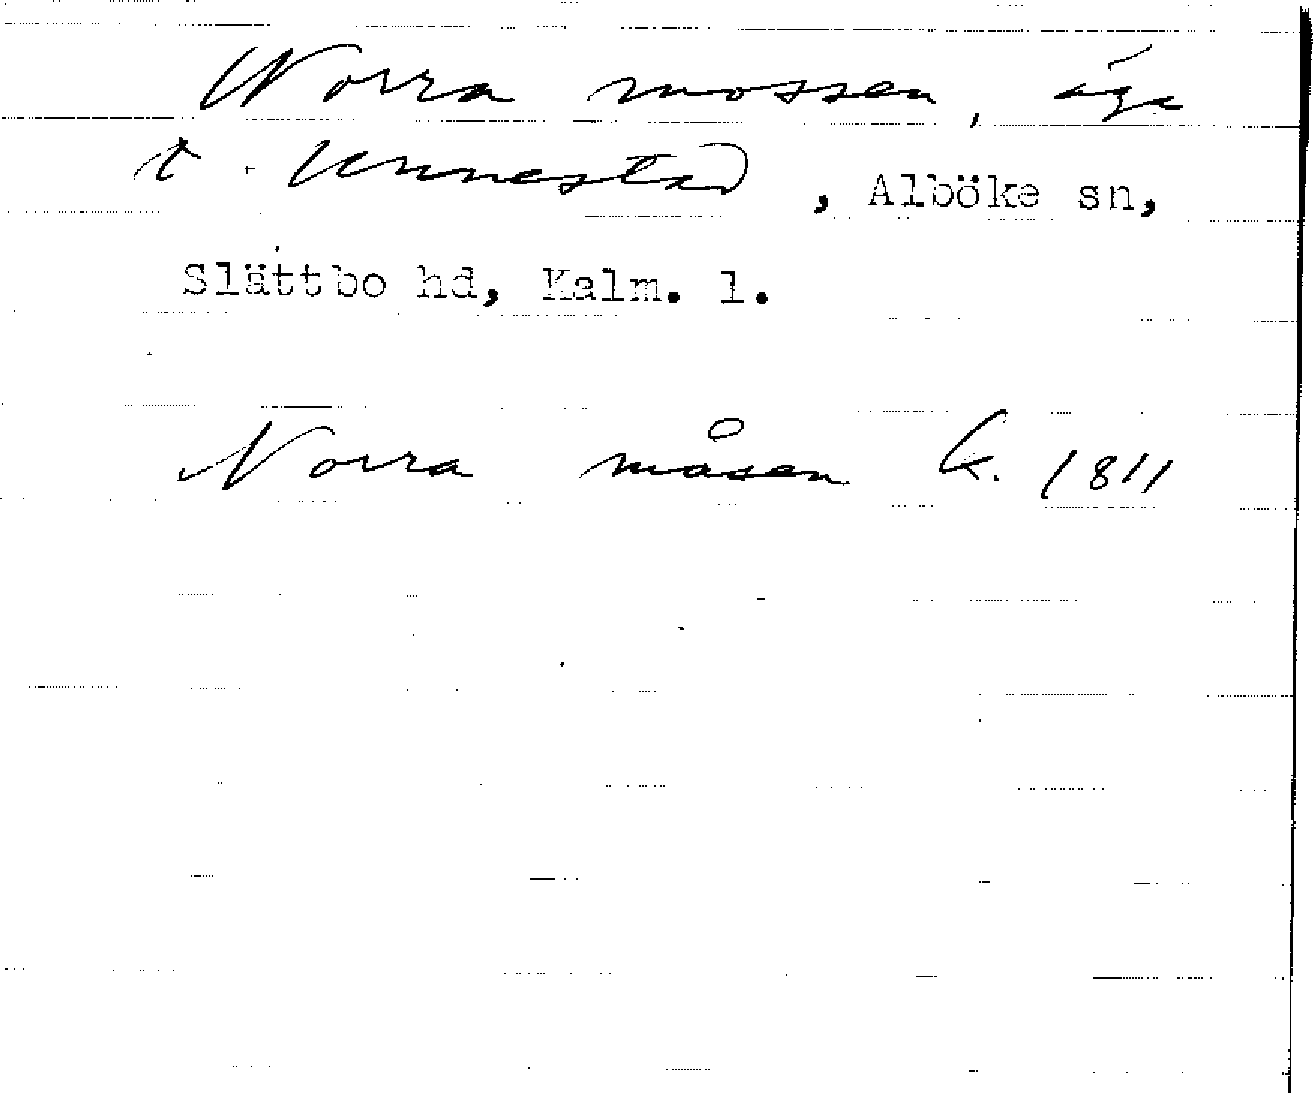 Norra mossen, äga
t. Unnestad, Alböke sn,
Slättbo hd, Kalm. l.
Norra måsen k. 1811